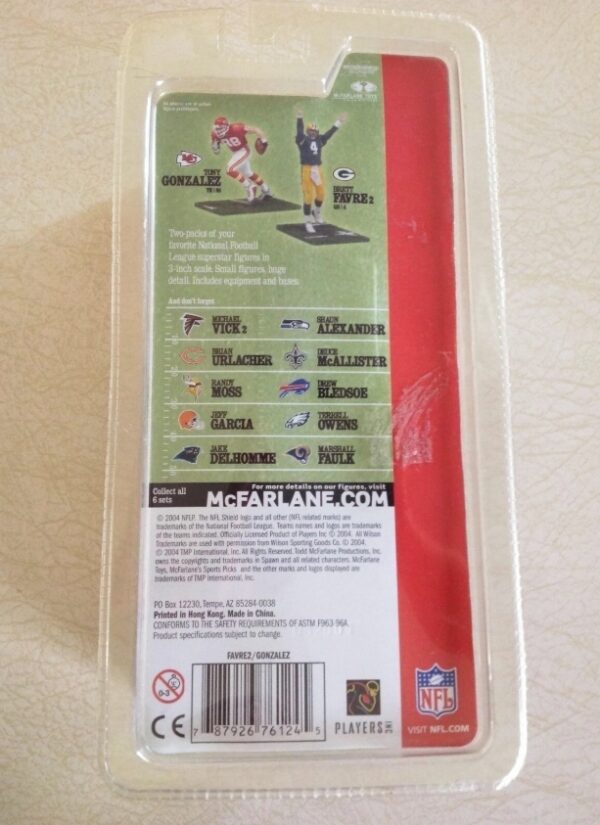 McFARLANE TOYS
88
4
TONY
GONZALEZ
TE | 88
G
BRETT
FAVRE 2
QB | 4
Two-packs of your
favorite National Football
League superstar figures in
3-inch scale. Small figures, huge
detail. Includes equipment and bases.
And don't forget
MICHAEL
VICK 2
SHAUN
ALEXANDER
BRIAN
URLACHER
DEUCE
McALLISTER
RANDY
MOSS
DREW
BLEDSOE
JEFF
GARCIA
TERRELL
OWENS
JAKE
DELHOMME
MARSHALL
FAULK
Collect all
6 sets
For more details on our figures, visit
McFARLANE.COM
© 2004 NFLP. The NFL Shield logo and all other (NFL related marks) are
trademarks of the National Football League. Teams names and logos are trademarks
of the teams indicated. Officially Licensed Product of Players Inc © 2004. All Wilson
Trademarks are used with permission from Wilson Sporting Goods Co. © 2004.
© 2004 TMP International, Inc. All Rights Reserved. Todd McFarlane Productions, Inc.
owns the copyrights and trademarks in Spawn and all related characters. McFarlane
Toys, McFarlane's Sports Picks and the other marks and logos displayed are
trademarks of TMP International, Inc.
PO Box 12230, Tempe, AZ 85284-0038
Printed in Hong Kong. Made in China.
CONFORMS TO THE SAFETY REQUIREMENTS OF ASTM F963-96A.
Product specifications subject to change.
FAVRE2/GONZALEZ
0-3
CE
7 87926 76124 5
PLAYERS INC
NFL
VISIT NFL.COM